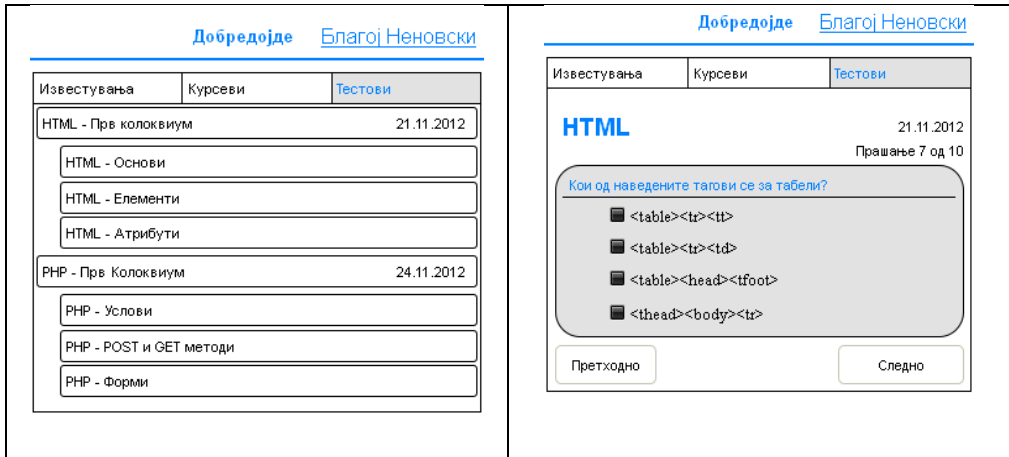 Добредојде Благој Неновски
Известувања Курсеви Тестови
HTML - Прв колоквиум 21.11.2012
HTML - Основи
HTML - Елементи
HTML - Атрибути
PHP - Прв Колоквиум 24.11.2012
PHP - Услови
PHP - POST и GET методи
PHP - Форми
Добредојде Благој Неновски
Известувања Курсеви Тестови
HTML 21.11.2012
Прашање 7 од 10
Кои од наведените тагови се за табели?
<table><tr><tt>
<table><tr><td>
<table><head><tfoot>
<thead><body><tr>
Претходно Следно